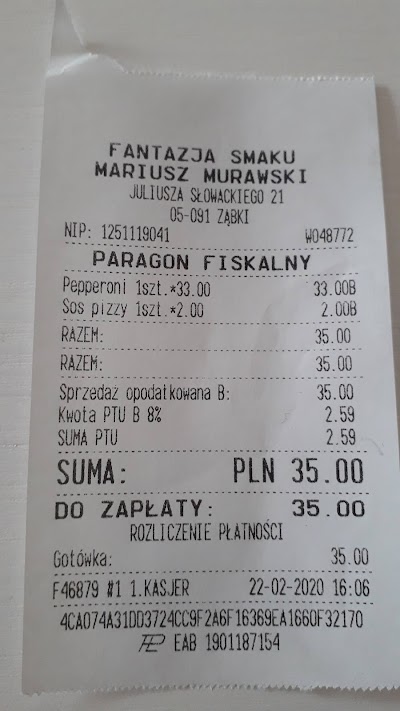 FANTAZJA SMAKU
MARIUSZ MURAWSKI
JULIUSZA SŁOWACKIEGO 21
05-091 ZĄBKI
NIP: 1251119041 W048772
PARAGON FISKALNY
Pepperoni 1szt.*33.00 33.00B
Sos pizzy 1szt.*2.00 2.00B
RAZEM: 35.00
RAZEM: 35.00
Sprzedaż opodatkowana B: 35.00
Kwota PTU B 8% 2.59
SUMA PTU 2.59
SUMA: PLN 35.00
DO ZAPŁATY: 35.00
ROZLICZENIE PŁATNOŚCI
Gotówka: 35.00
F46879 #1 1.KASJER 22-02-2020 16:06
4CA074A31DD3724CC9F2A6F16369EA1660F32170
EAB 1901187154